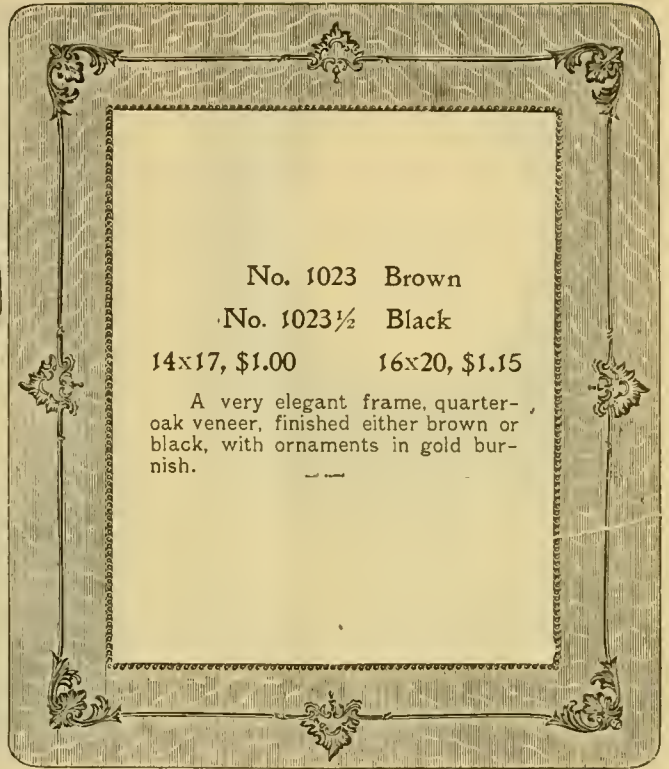 No. 1023 Brown
No. 1023½ Black
14x17, $1.00 16x20, $1.15
A very elegant frame, quarter-
oak veneer, finished either brown or
black, with ornaments in gold bur-
nish.